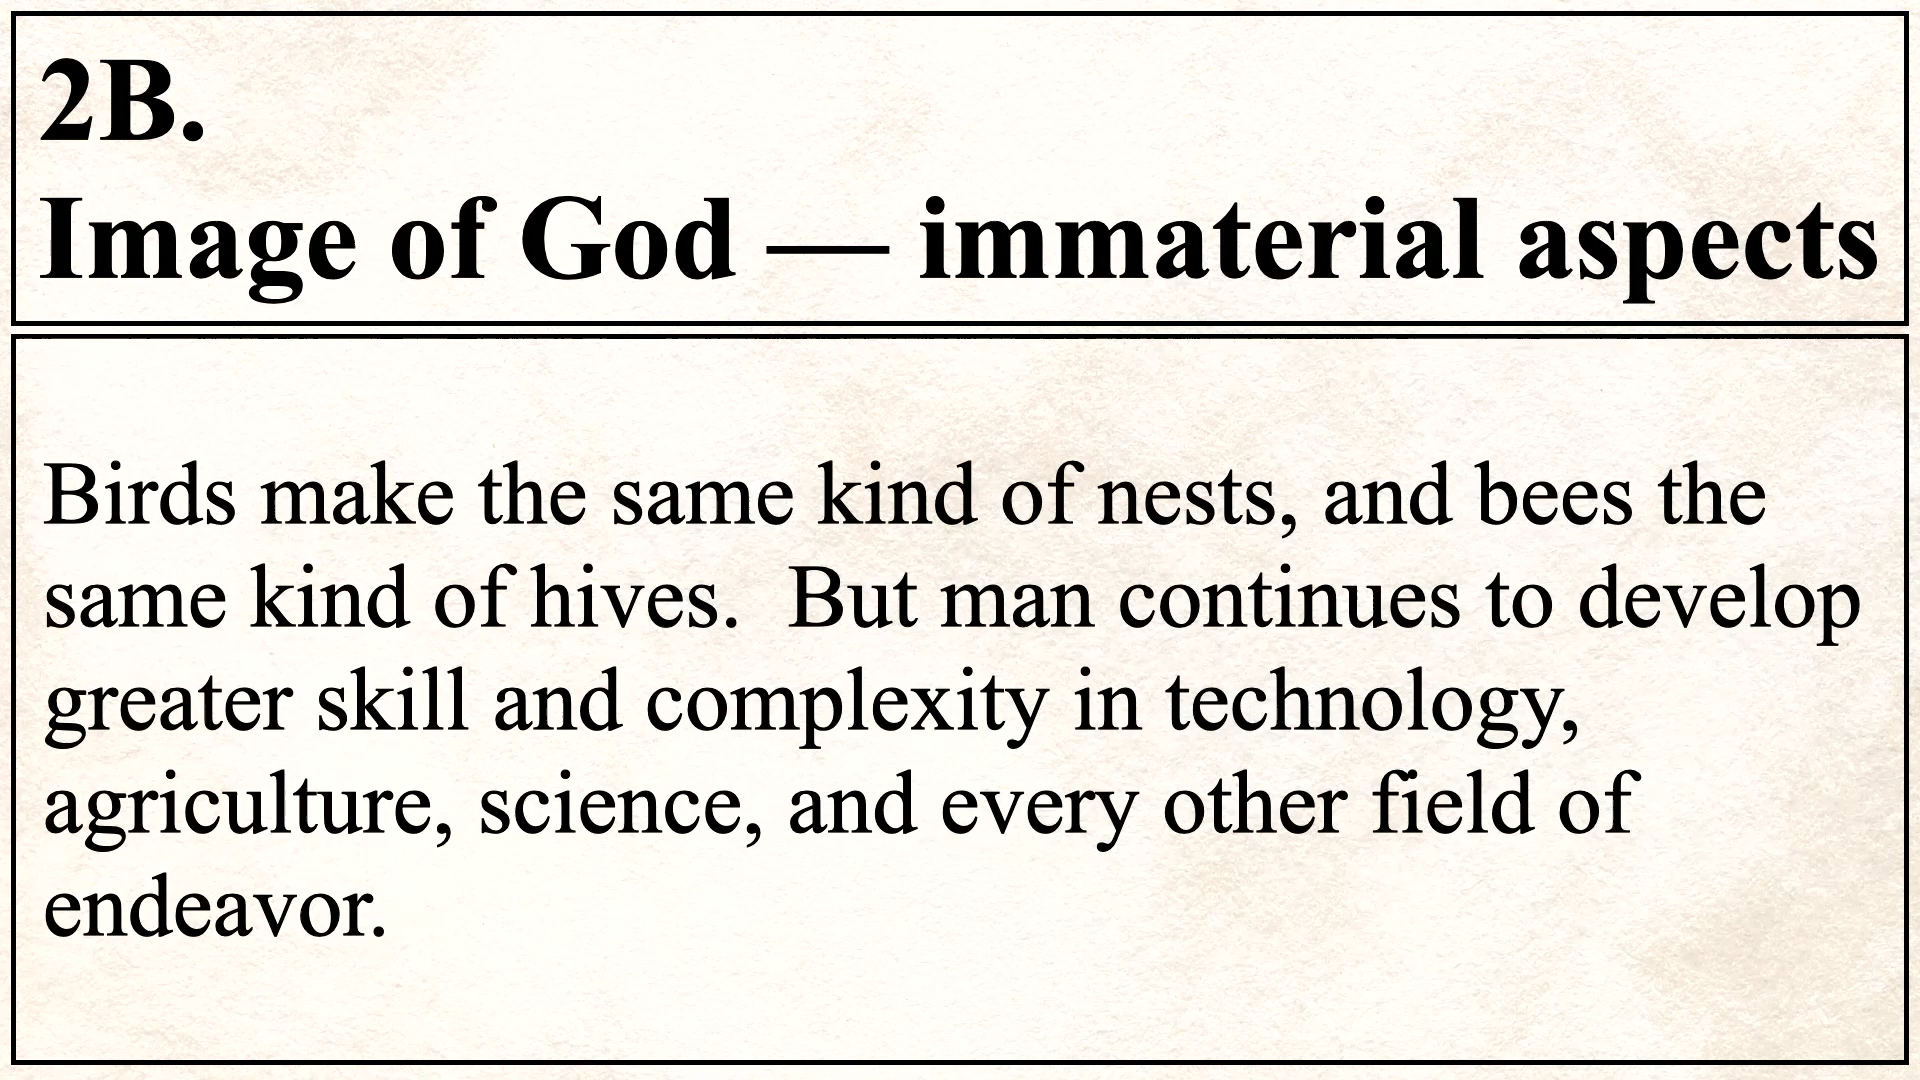 2B.
Image of God — immaterial aspects
Birds make the same kind of nests, and bees the
same kind of hives.  But man continues to develop
greater skill and complexity in technology,
agriculture, science, and every other field of
endeavor.